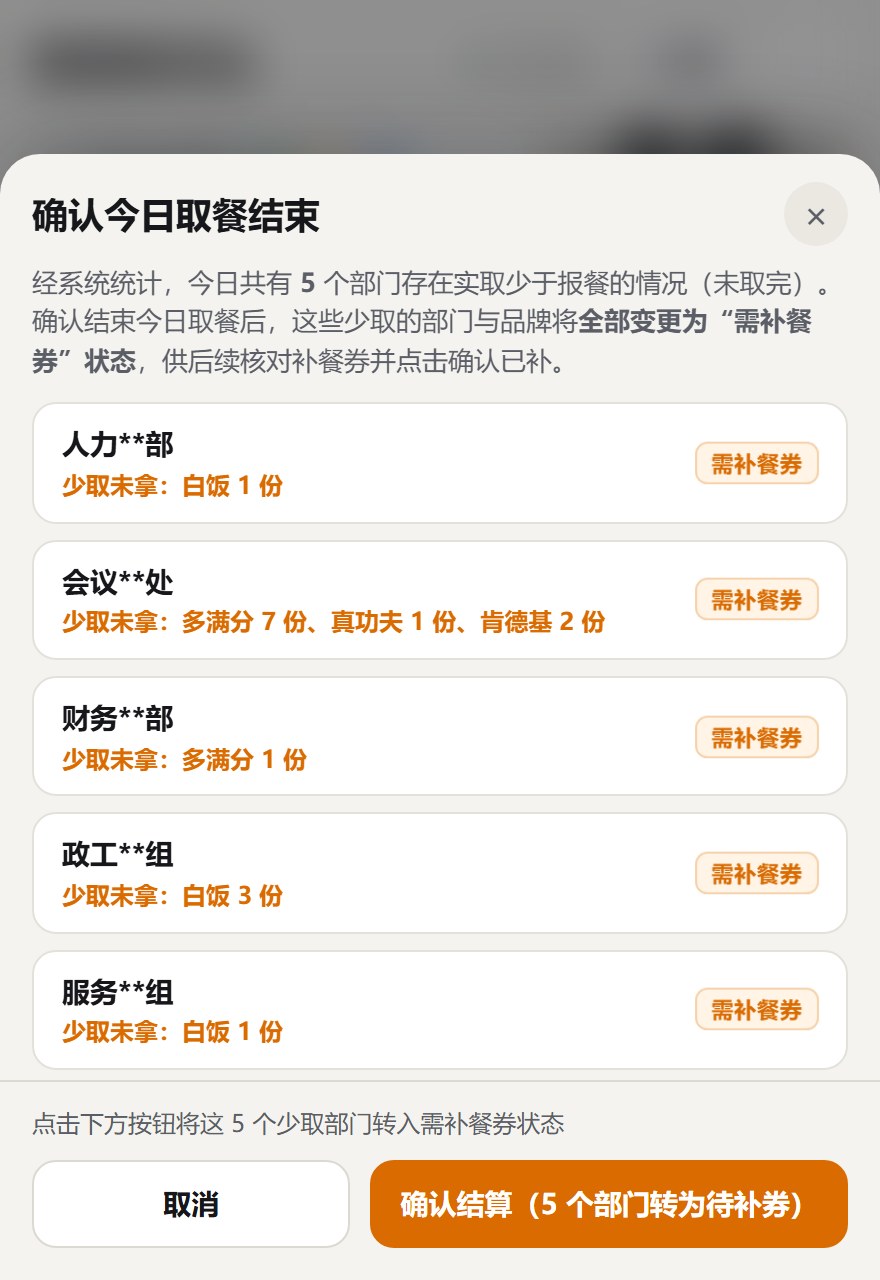 确认今日取餐结束
×
经系统统计，今日共有 5 个部门存在实取少于报餐的情况（未取完）。
确认结束今日取餐后，这些少取的部门与品牌将全部变更为“需补餐
券”状态，供后续核对补餐券并点击确认已补。
人力**部
少取未拿：白饭 1 份
需补餐券
会议**处
少取未拿：多满分 7 份、真功夫 1 份、肯德基 2 份
需补餐券
财务**部
少取未拿：多满分 1 份
需补餐券
政工**组
少取未拿：白饭 3 份
需补餐券
服务**组
少取未拿：白饭 1 份
需补餐券
点击下方按钮将这 5 个少取部门转入需补餐券状态
取消
确认结算（5 个部门转为待补券）